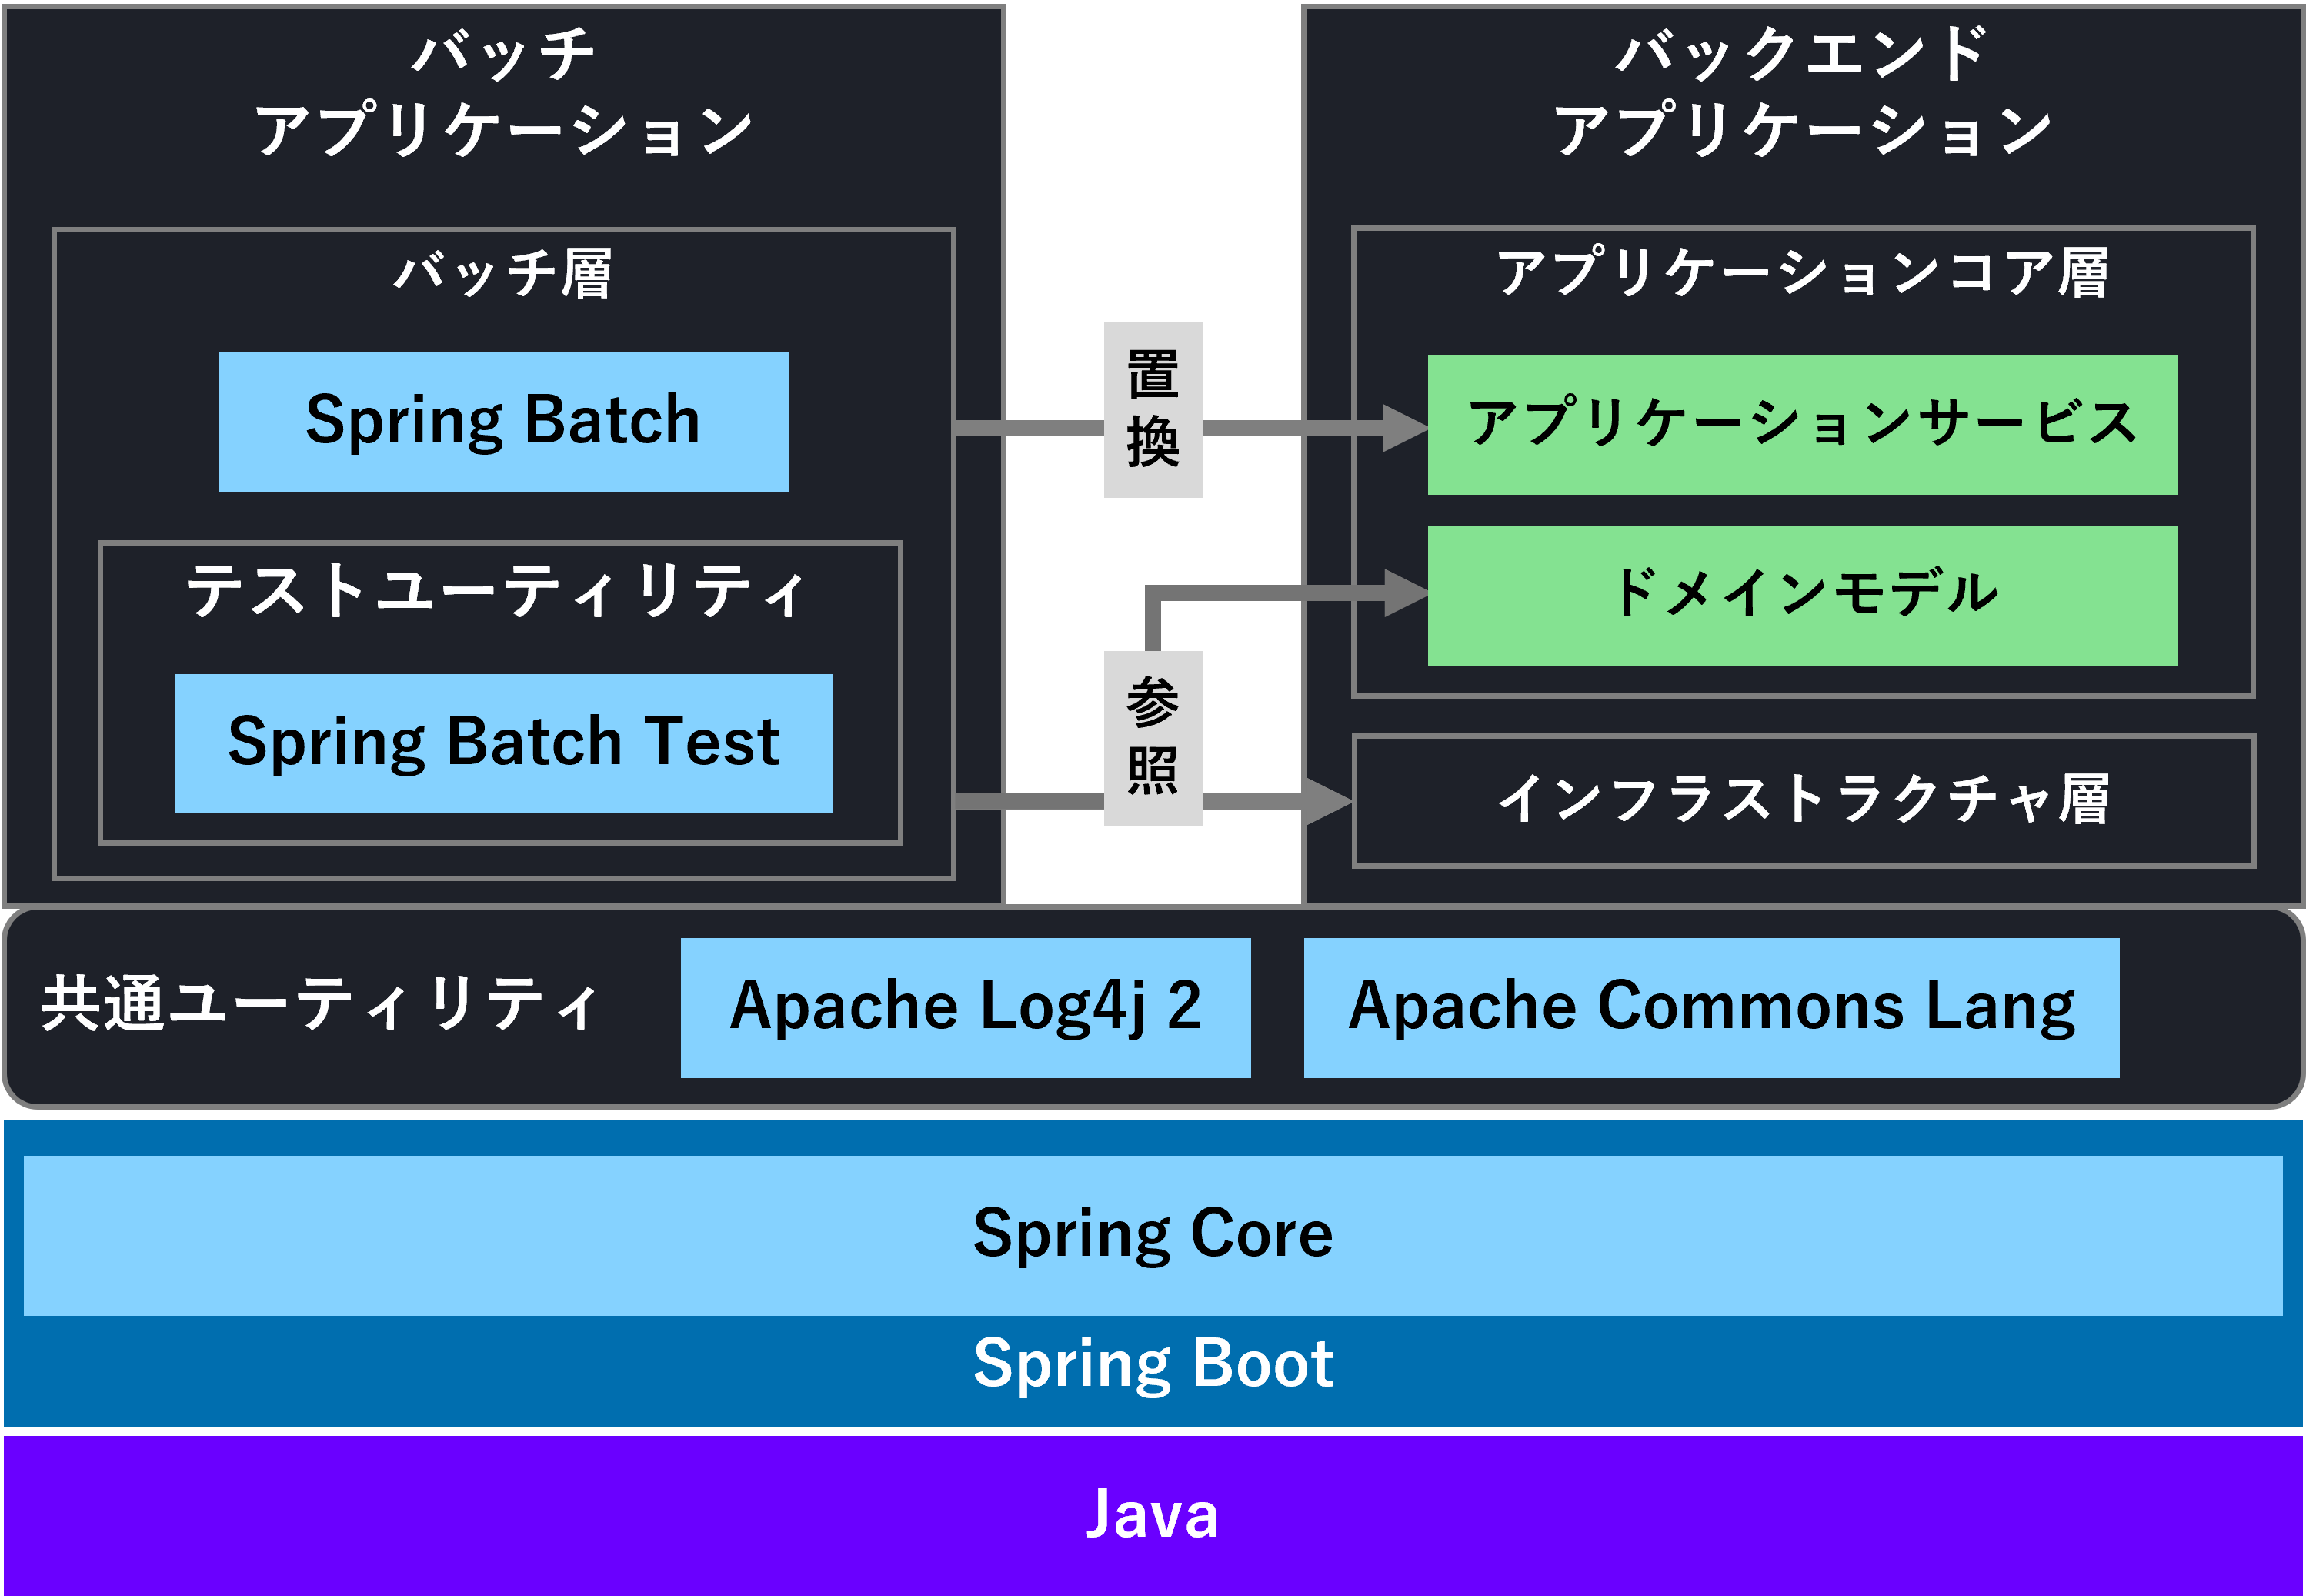 バッチ
アプリケーション
バッチ層
Spring Batch
テストユーティリティ
Spring Batch Test
置
換
参
照
バックエンド
アプリケーション
アプリケーションコア層
アプリケーションサービス
ドメインモデル
インフラストラクチャ層
共通ユーティリティ
Apache Log4j 2
Apache Commons Lang
Spring Core
Spring Boot
Java